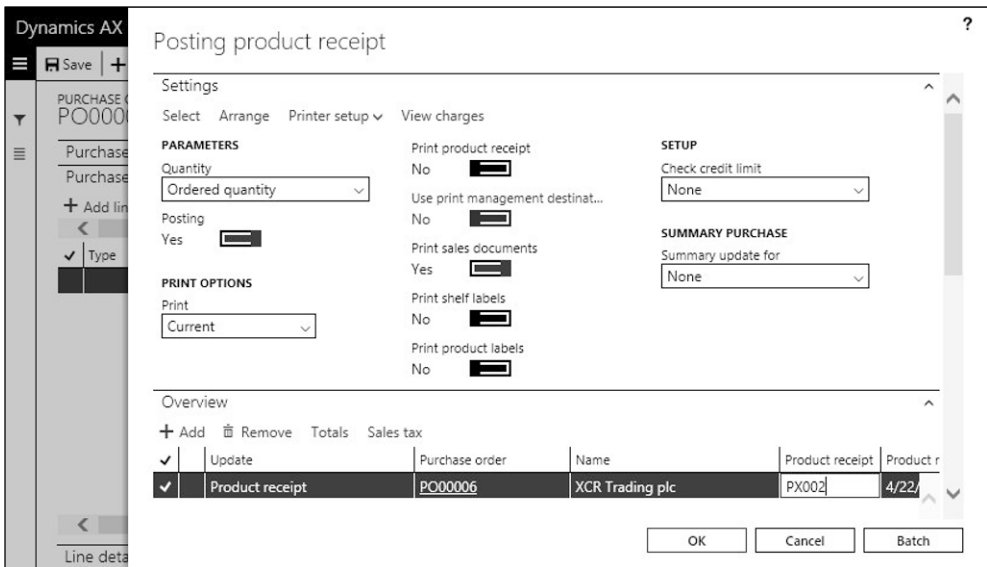 Dynamics AX
?
Save
PURCHASE
PO0000
Purchase
Purchase
Add lin
Type
Line deta
Posting product receipt
Settings
Select Arrange Printer setup View charges
PARAMETERS
Quantity
Ordered quantity
Posting
Yes
PRINT OPTIONS
Print
Current
Print product receipt
No
Use print management destinat...
No
Print sales documents
Yes
Print shelf labels
No
Print product labels
No
SETUP
Check credit limit
None
SUMMARY PURCHASE
Summary update for
None
Overview
Add Remove Totals Sales tax
Update Purchase order Name Product receipt Product r
Product receipt PO00006 XCR Trading plc PX002 4/22/
OK Cancel Batch